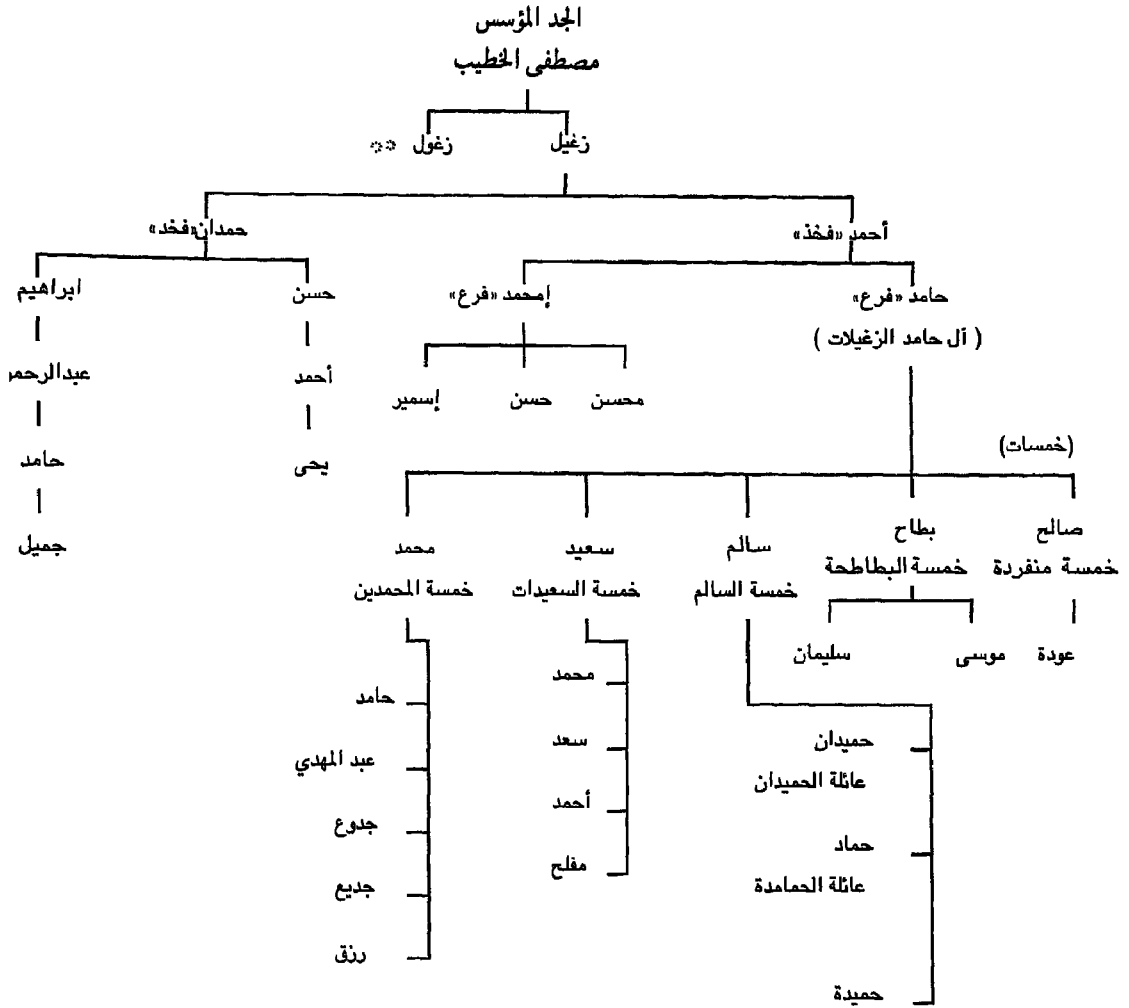 الجد المؤسس
مصطفى الخطيب
زغيل
زغول **
أحمد «فخذ»
حمدان «فخد»
حامد «فرع»
إمحمد «فرع»
حسن
ابراهيم
( آل حامد الزغيلات )
محسن
حسن
إسمير
أحمد
عبدالرحمن
(خمسات)
يحى
حامد
جميل
صالح
خمسة منفردة
بطاح
خمسة البطاطحة
سالم
خمسة السالم
سعيد
خمسة السعيدات
محمد
خمسة المحمدين
عودة
موسى
سليمان
حميدان
عائلة الحميدان
حماد
عائلة الحمامدة
حميدة
محمد
سعد
أحمد
مفلح
حامد
عبد المهدي
جدوع
جديع
رزق